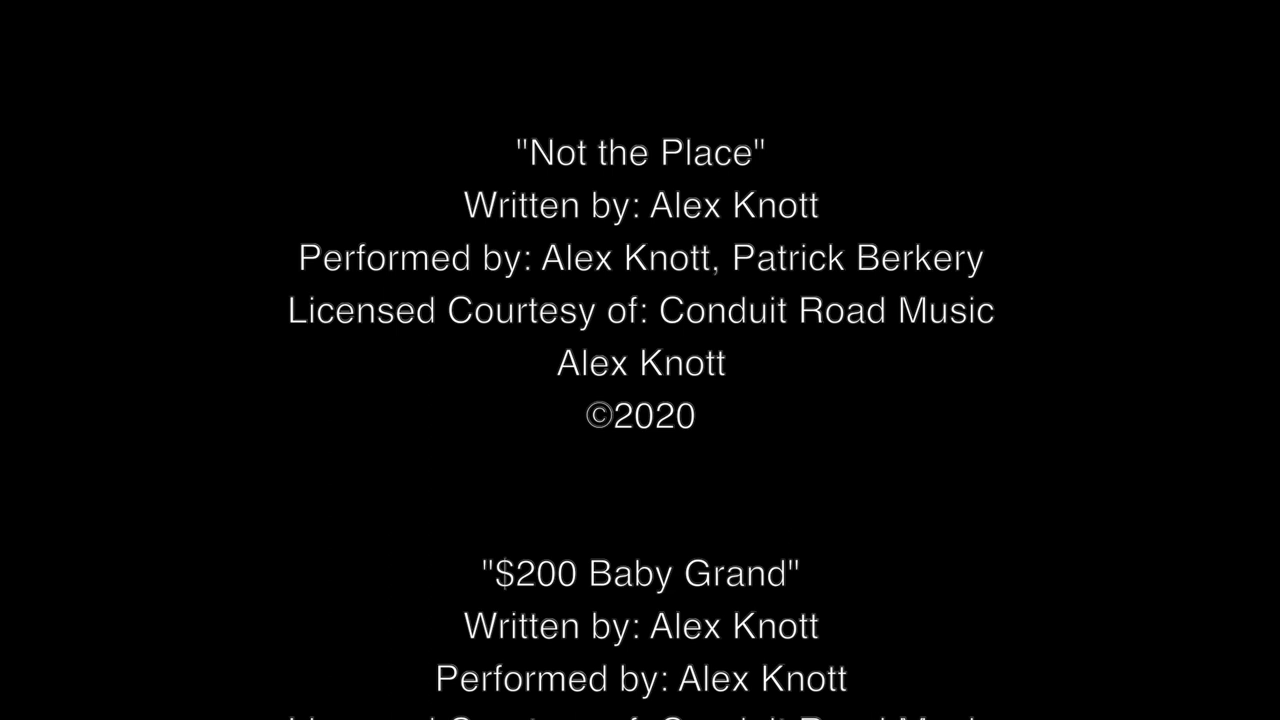 "Not the Place"
Written by: Alex Knott
Performed by: Alex Knott, Patrick Berkery
Licensed Courtesy of: Conduit Road Music
Alex Knott
©2020
"$200 Baby Grand"
Written by: Alex Knott
Performed by: Alex Knott